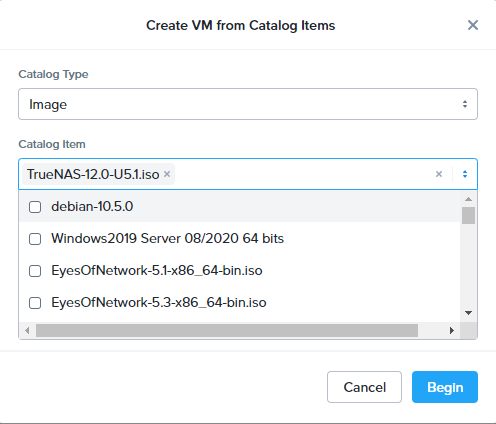 Create VM from Catalog Items
Catalog Type
Image
Catalog Item
TrueNAS-12.0-U5.1.iso
debian-10.5.0
Windows2019 Server 08/2020 64 bits
EyesOfNetwork-5.1-x86_64-bin.iso
EyesOfNetwork-5.3-x86_64-bin.iso
Cancel Begin